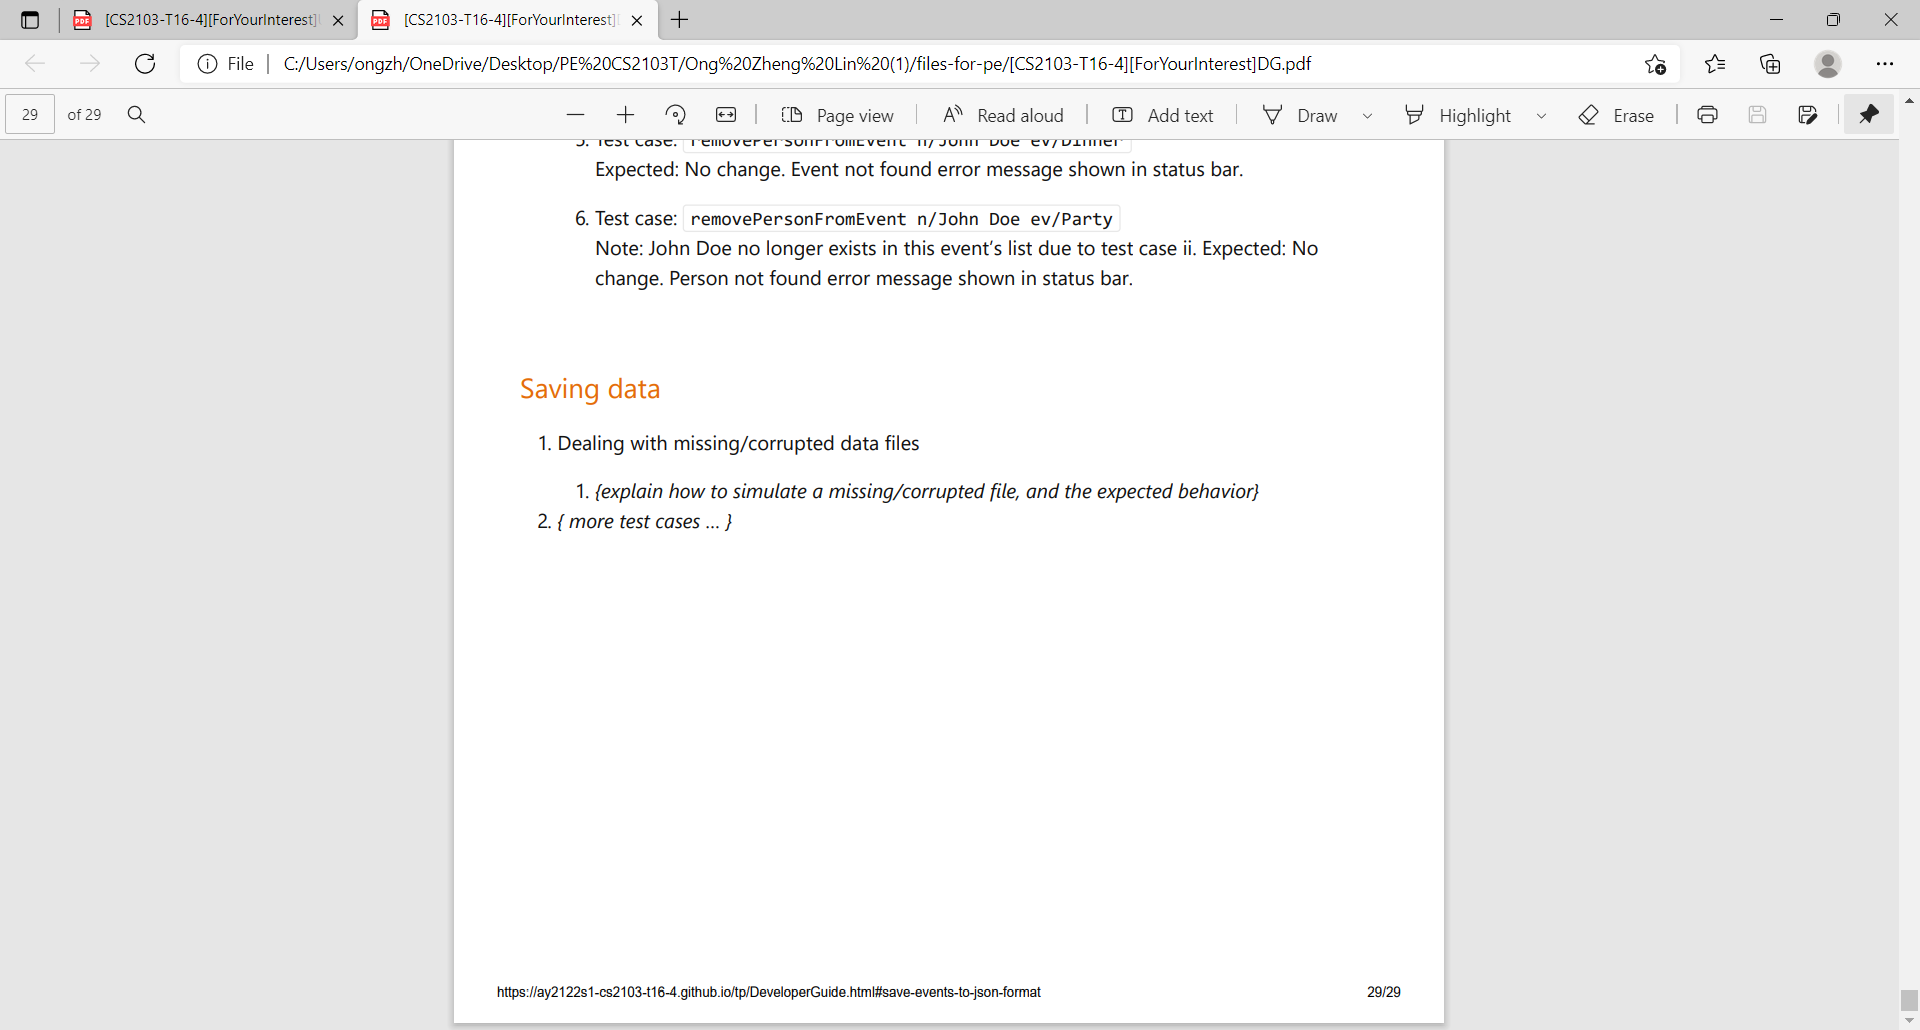 [CS2103-T16-4][ForYourInterest]
[CS2103-T16-4][ForYourInterest]
File
C:/Users/ongzh/OneDrive/Desktop/PE%20CS2103T/Ong%20Zheng%20Lin%20(1)/files-for-pe/[CS2103-T16-4][ForYourInterest]DG.pdf
29 of 29
Page view
Read aloud
Add text
Draw
Highlight
Erase
5. Test case: removePersonFromEvent n/John Doe ev/Dinner
Expected: No change. Event not found error message shown in status bar.
6. Test case: removePersonFromEvent n/John Doe ev/Party
Note: John Doe no longer exists in this event's list due to test case ii. Expected: No
change. Person not found error message shown in status bar.
Saving data
1. Dealing with missing/corrupted data files
1. {explain how to simulate a missing/corrupted file, and the expected behavior}
2. { more test cases … }
https://ay2122s1-cs2103-t16-4.github.io/tp/DeveloperGuide.html#save-events-to-json-format
29/29